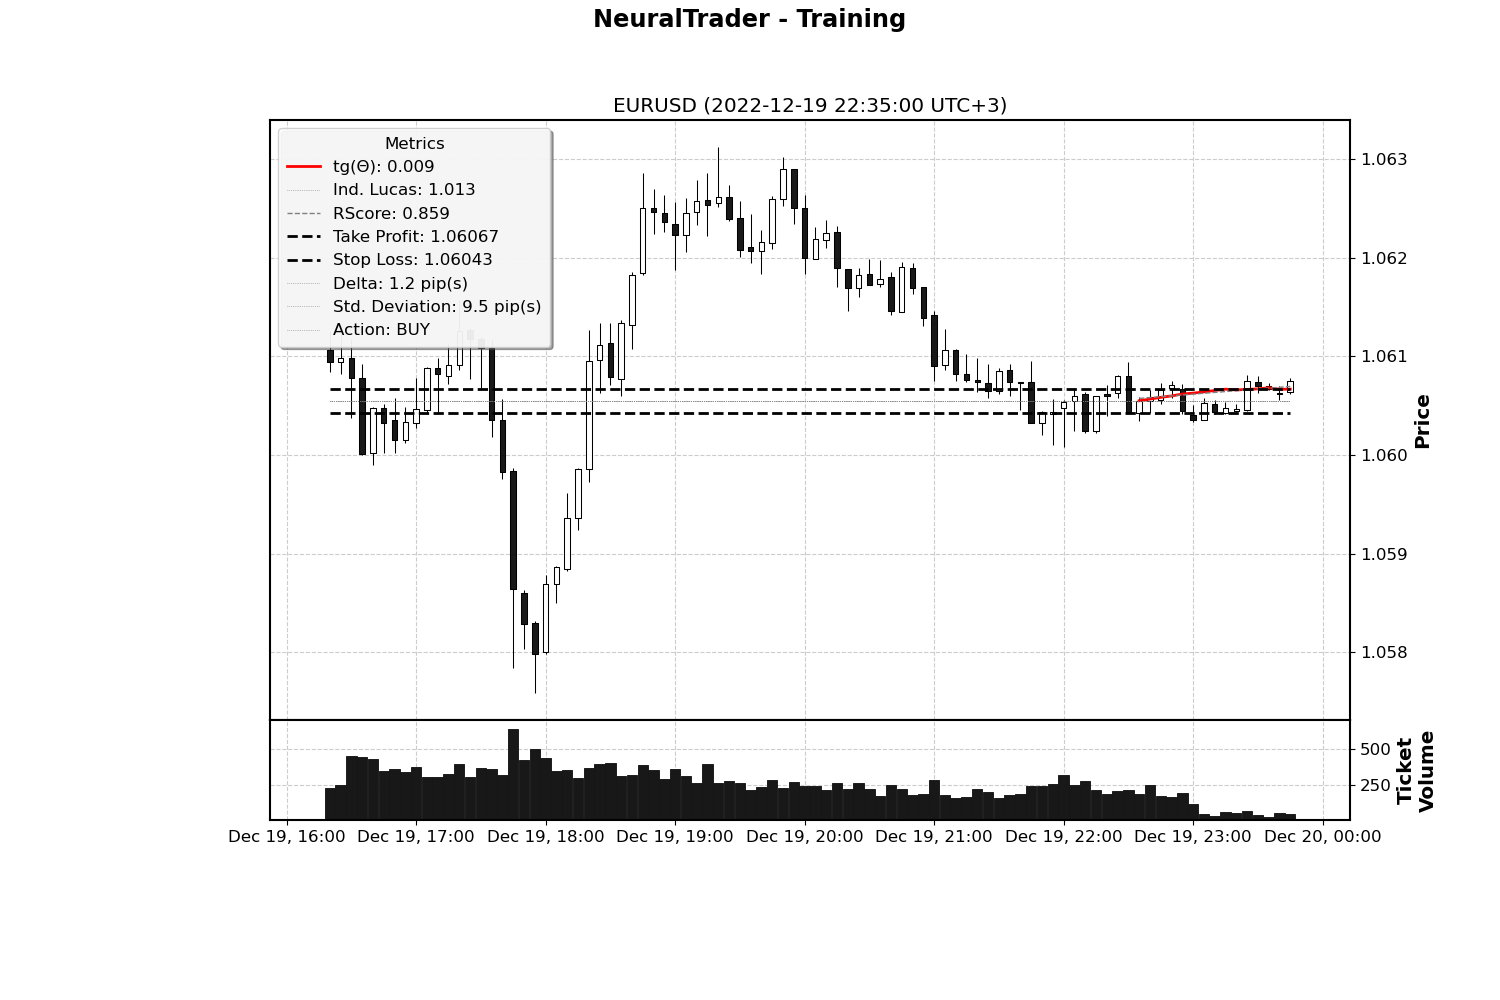 NeuralTrader - Training
EURUSD (2022-12-19 22:35:00 UTC+3)
Metrics
tg(Θ): 0.009
Ind. Lucas: 1.013
RScore: 0.859
Take Profit: 1.06067
Stop Loss: 1.06043
Delta: 1.2 pip(s)
Std. Deviation: 9.5 pip(s)
Action: BUY
1.063
1.062
1.061
1.060
1.059
1.058
Price
500
250
Ticket
Volume
Dec 19, 16:00 Dec 19, 17:00 Dec 19, 18:00 Dec 19, 19:00 Dec 19, 20:00 Dec 19, 21:00 Dec 19, 22:00 Dec 19, 23:00 Dec 20, 00:00